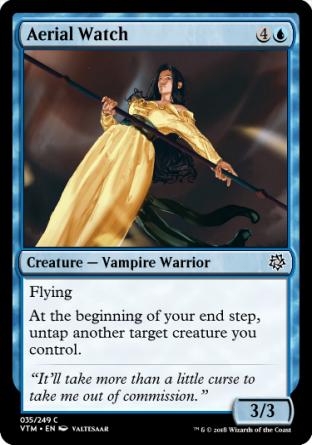 Aerial Watch 4
Creature — Vampire Warrior
Flying
At the beginning of your end step,
untap another target creature you
control.
“It'll take more than a little curse to
take me out of commission.”
3/3
035/249 C
VTM • EN VALTESAAR
™ & © 2018 Wizards of the Coast